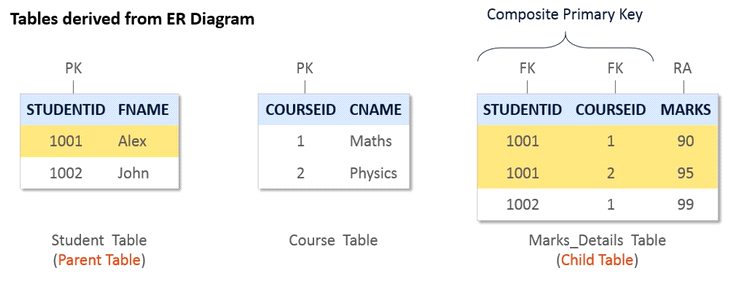 Tables derived from ER Diagram
Composite Primary Key
PK
PK
FK FK RA
STUDENTID FNAME
1001 Alex
1002 John
COURSEID CNAME
1 Maths
2 Physics
STUDENTID COURSEID MARKS
1001 1 90
1001 2 95
1002 1 99
Student Table
(Parent Table)
Course Table
Marks_Details Table
(Child Table)